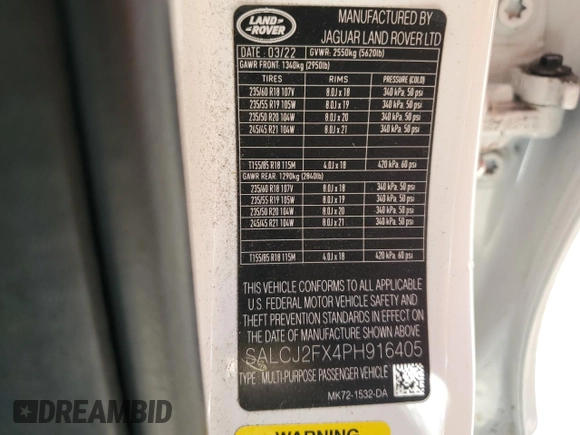 LAND
ROVER
MANUFACTURED BY
JAGUAR LAND ROVER LTD
DATE : 03/22 GVWR: 2550kg (5620lb)
GAWR FRONT: 1340kg (2950lb)
TIRES RIMS PRESSURE (COLD)
235/60 R18 107V 8.0J x 18 340 kPa. 50 psi
235/55 R19 105W 8.0J x 19 340 kPa. 50 psi
235/50 R20 104W 8.0J x 20 340 kPa. 50 psi
245/45 R21 104W 8.0J x 21 340 kPa. 50 psi
T155/85 R18 115M 4.0J x 18 420 kPa. 60 psi
GAWR REAR: 1290kg (2840lb)
235/60 R18 107V 8.0J x 18 340 kPa. 50 psi
235/55 R19 105W 8.0J x 19 340 kPa. 50 psi
235/50 R20 104W 8.0J x 20 340 kPa. 50 psi
245/45 R21 104W 8.0J x 21 340 kPa. 50 psi
T155/85 R18 115M 4.0J x 18 420 kPa. 60 psi
THIS VEHICLE CONFORMS TO ALL APPLICABLE
U.S. FEDERAL MOTOR VEHICLE SAFETY AND
THEFT PREVENTION STANDARDS IN EFFECT ON
THE DATE OF MANUFACTURE SHOWN ABOVE
SALCJ2FX4PH916405
TYPE: MULTI-PURPOSE PASSENGER VEHICLE
MK72-1532-DA
WARNING
DREAMBID